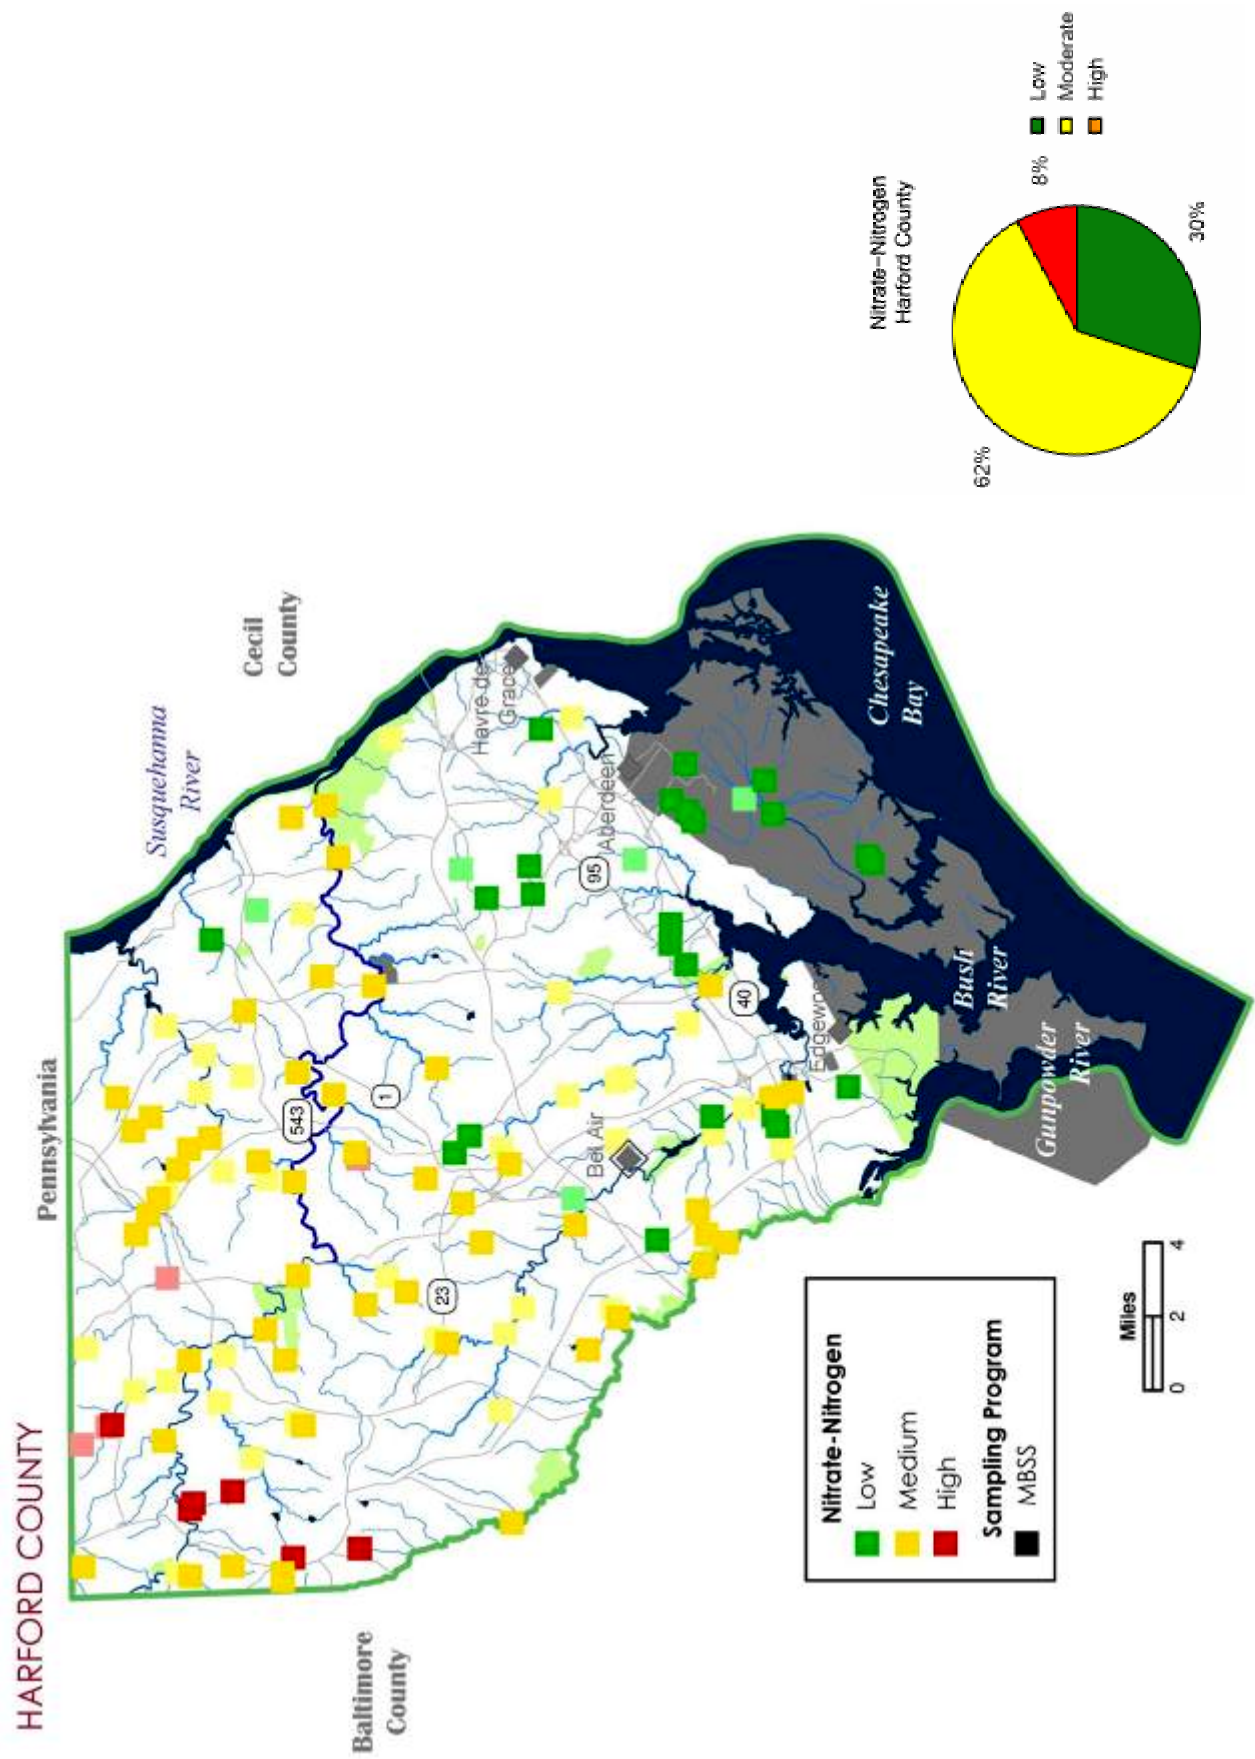 HARFORD COUNTY
Pennsylvania
Susquehanna
River
Cecil
County
Baltimore
County
543
1
23
95
40
Havre de
Grace
Aberdeen
Bel Air
Chesapeake
Bay
Bush
River
Gunpowder
River
Nitrate-Nitrogen
Low
Medium
High
Sampling Program
MBSS
Miles
0 2 4
Nitrate-Nitrogen
Harford County
8%
62%
30%
Low
Moderate
High